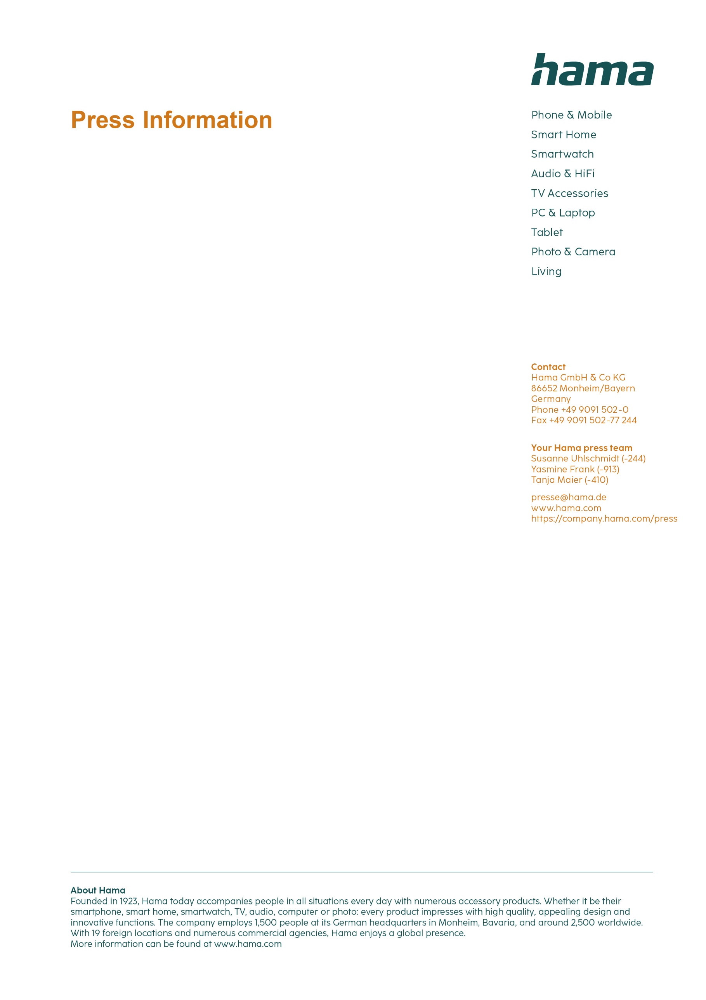 hama
Press Information
Phone & Mobile
Smart Home
Smartwatch
Audio & HiFi
TV Accessories
PC & Laptop
Tablet
Photo & Camera
Living
Contact
Hama GmbH & Co KG
86652 Monheim/Bayern
Germany
Phone +49 9091 502-0
Fax +49 9091 502-77 244
Your Hama press team
Susanne Uhlschmidt (-244)
Yasmine Frank (-913)
Tanja Maier (-410)
presse@hama.de
www.hama.com
https://company.hama.com/press
About Hama
Founded in 1923, Hama today accompanies people in all situations every day with numerous accessory products. Whether it be their
smartphone, smart home, smartwatch, TV, audio, computer or photo: every product impresses with high quality, appealing design and
innovative functions. The company employs 1,500 people at its German headquarters in Monheim, Bavaria, and around 2,500 worldwide.
With 19 foreign locations and numerous commercial agencies, Hama enjoys a global presence.
More information can be found at www.hama.com